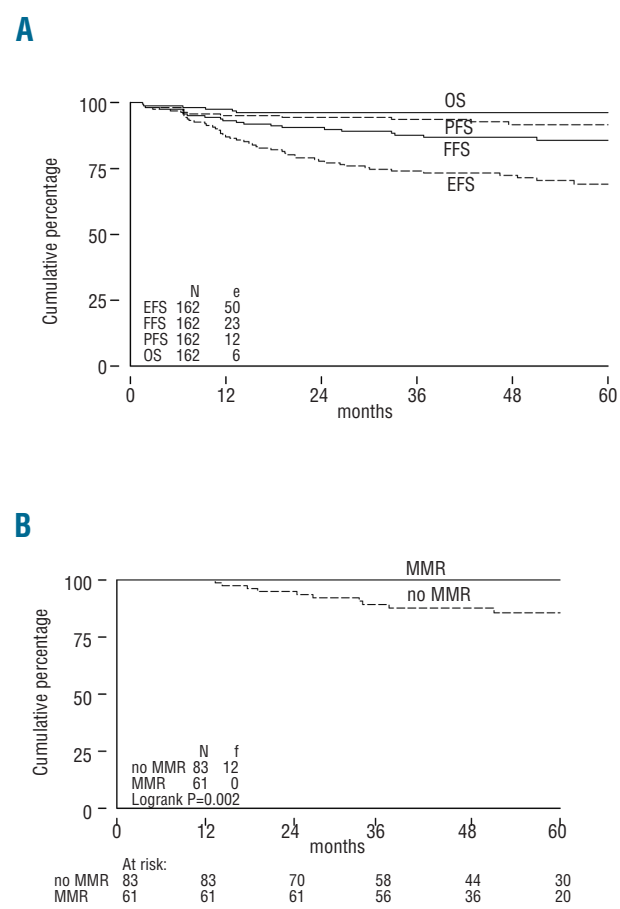 A
100
OS
PFS
FFS
75
EFS
50
Cumulative percentage
N e
25
EFS 162 50
FFS 162 23
PFS 162 12
OS 162 6
0
0 12 24 36 48 60
months
B
MMR
100
no MMR
75
50
Cumulative percentage
25
N f
no MMR 83 12
MMR 61 0
Logrank P=0.002
0
0 12 24 36 48 60
months
At risk:
no MMR 83 83 70 58 44 30
MMR 61 61 61 56 36 20